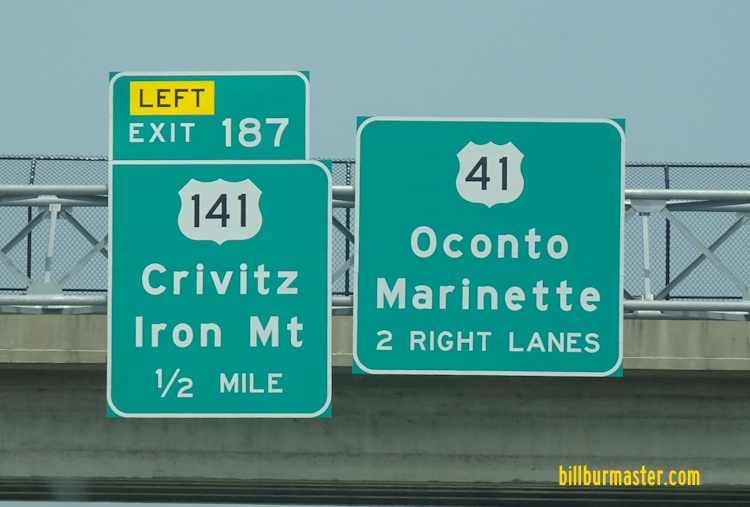 LEFT
EXIT 187
141
Crivitz
Iron Mt
1/2 MILE
41
Oconto
Marinette
2 RIGHT LANES
billburmaster.com